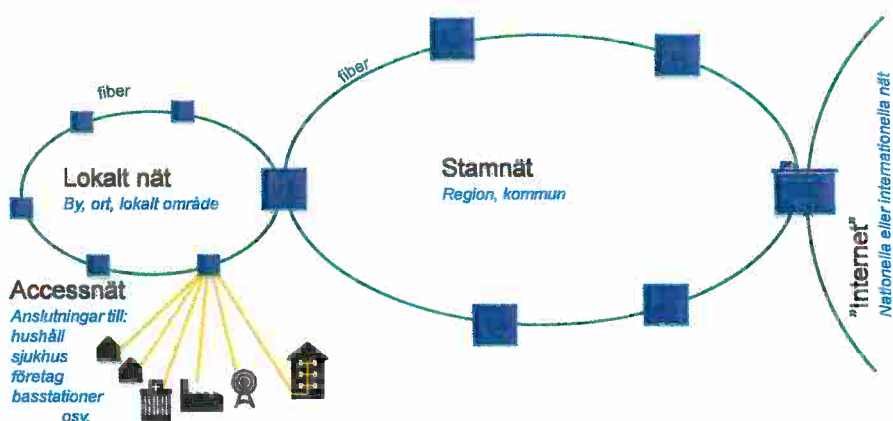 fiber
fiber
Lokalt nät
By, ort, lokalt område
Stamnät
Region, kommun
"Internet"
Nationella eller internationella nät
Accessnät
Anslutningar till:
hushåll
sjukhus
företag
basstationer
osv.